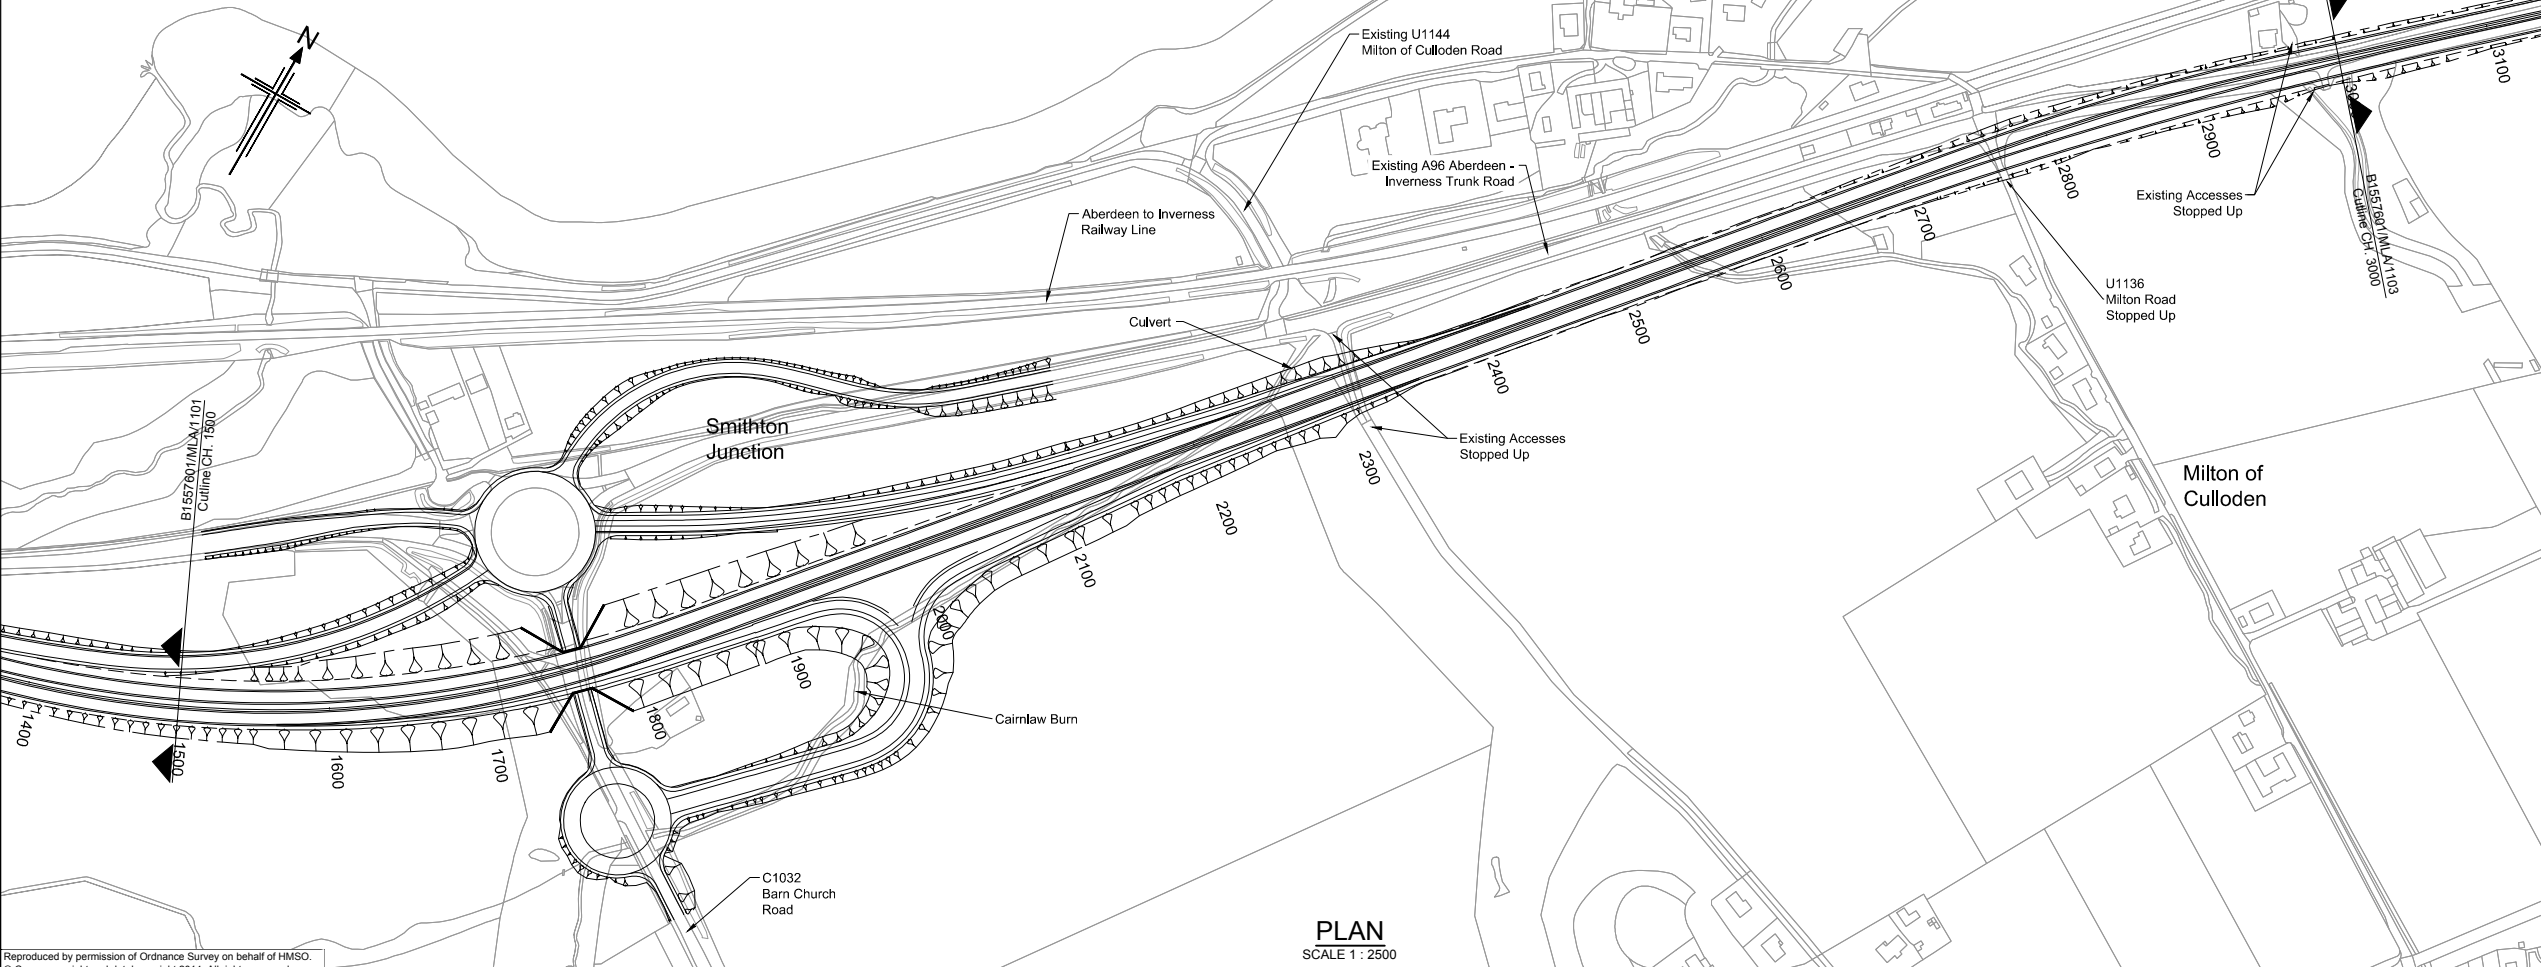 N
Existing U1144
Milton of Culloden Road
Existing A96 Aberdeen -
Inverness Trunk Road
Aberdeen to Inverness
Railway Line
Culvert
Existing Accesses
Stopped Up
U1136
Milton Road
Stopped Up
B1557601/MLA/1103
Cutline CH. 3000
B1557601/MLA/1101
Cutline CH. 1500
Smithton
Junction
Existing Accesses
Stopped Up
Milton of
Culloden
Cairnlaw Burn
C1032
Barn Church
Road
1400
1500
1600
1700
1800
1900
2000
2100
2200
2300
2400
2500
2600
2700
2800
2900
3100
PLAN
SCALE 1 : 2500
Reproduced by permission of Ordnance Survey on behalf of HMSO.